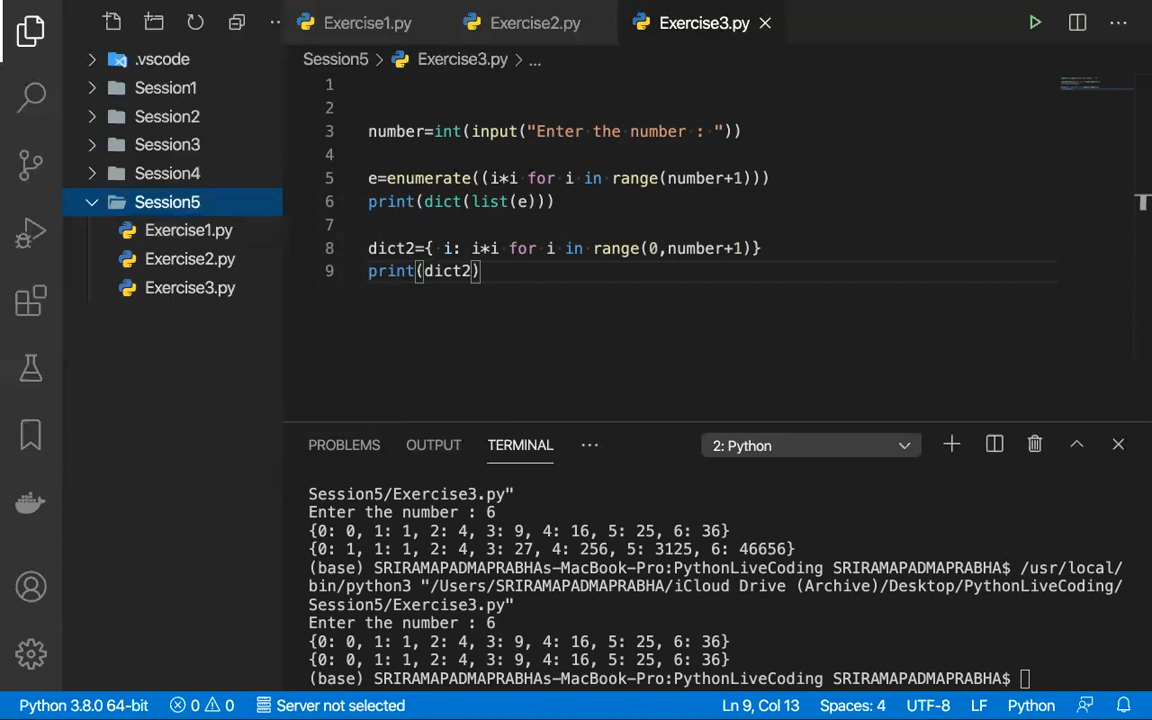 Exercise1.py
Exercise2.py
Exercise3.py
.vscode
Session1
Session2
Session3
Session4
Session5
Exercise1.py
Exercise2.py
Exercise3.py
Session5 > Exercise3.py > ...
1
2
3 number=int(input("Enter the number : "))
4
5 e=enumerate((i*i for i in range(number+1)))
6 print(dict(list(e)))
7
8 dict2={ i: i*i for i in range(0,number+1)}
9 print(dict2)
PROBLEMS OUTPUT TERMINAL ... 2: Python
Session5/Exercise3.py"
Enter the number : 6
{0: 0, 1: 1, 2: 4, 3: 9, 4: 16, 5: 25, 6: 36}
{0: 1, 1: 1, 2: 4, 3: 27, 4: 256, 5: 3125, 6: 46656}
(base) SRIRAMAPADMAPRABHAs-MacBook-Pro:PythonLiveCoding SRIRAMAPADMAPRABHA$ /usr/local/
bin/python3 "/Users/SRIRAMAPADMAPRABHA/iCloud Drive (Archive)/Desktop/PythonLiveCoding/
Session5/Exercise3.py"
Enter the number : 6
{0: 0, 1: 1, 2: 4, 3: 9, 4: 16, 5: 25, 6: 36}
{0: 0, 1: 1, 2: 4, 3: 9, 4: 16, 5: 25, 6: 36}
(base) SRIRAMAPADMAPRABHAs-MacBook-Pro:PythonLiveCoding SRIRAMAPADMAPRABHA$
Python 3.8.0 64-bit 0 0 Server not selected Ln 9, Col 13 Spaces: 4 UTF-8 LF Python